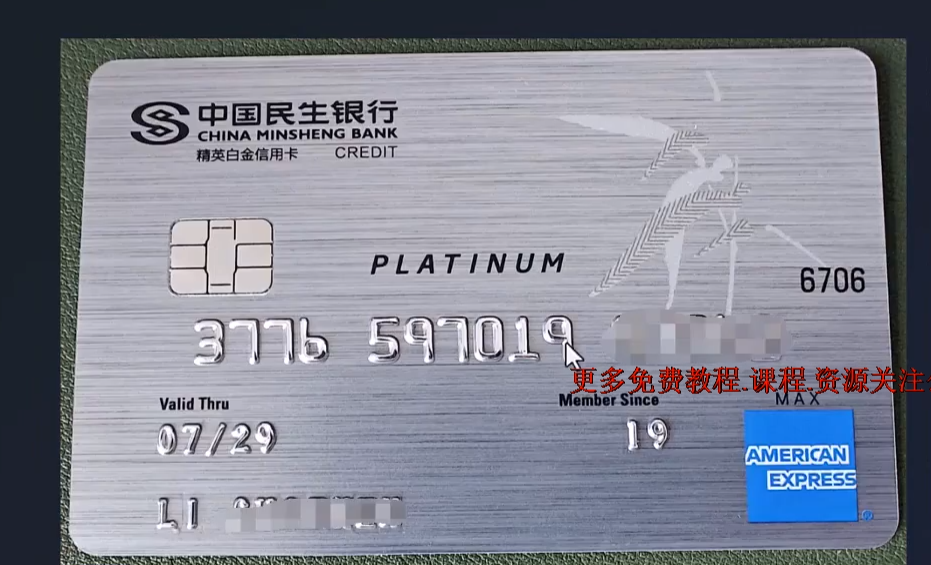 中国民生银行
CHINA MINSHENG BANK
精英白金信用卡 CREDIT
PLATINUM
6706
3776 597019
更多免费教程.课程.资源关注
Valid Thru Member Since MAX
07/29 19
AMERICAN
EXPRESS
®
LI